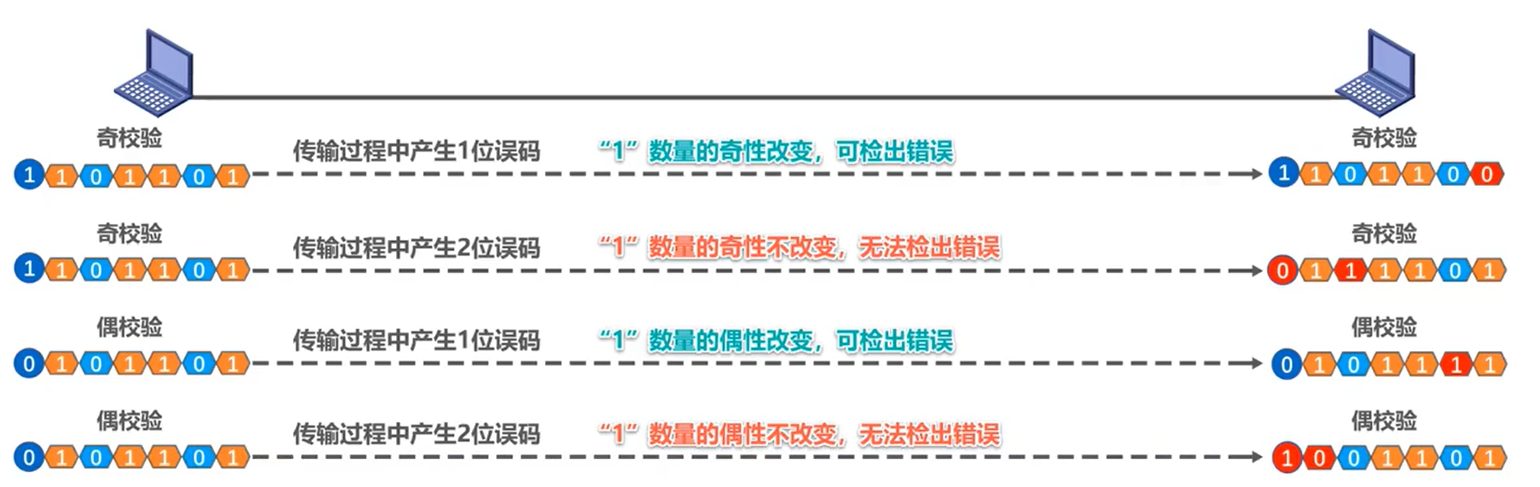 奇校验 奇校验
传输过程中产生1位误码 “1”数量的奇性改变，可检出错误
1 1 0 1 1 0 1 1 1 0 1 1 0 0
奇校验 奇校验
传输过程中产生2位误码 “1”数量的奇性不改变，无法检出错误
1 1 0 1 1 0 1 0 1 1 1 1 0 1
偶校验 偶校验
传输过程中产生1位误码 “1”数量的偶性改变，可检出错误
0 1 0 1 1 0 1 0 1 0 1 1 1 1
偶校验 偶校验
传输过程中产生2位误码 “1”数量的偶性不改变，无法检出错误
0 1 0 1 1 0 1 1 0 0 1 1 0 1